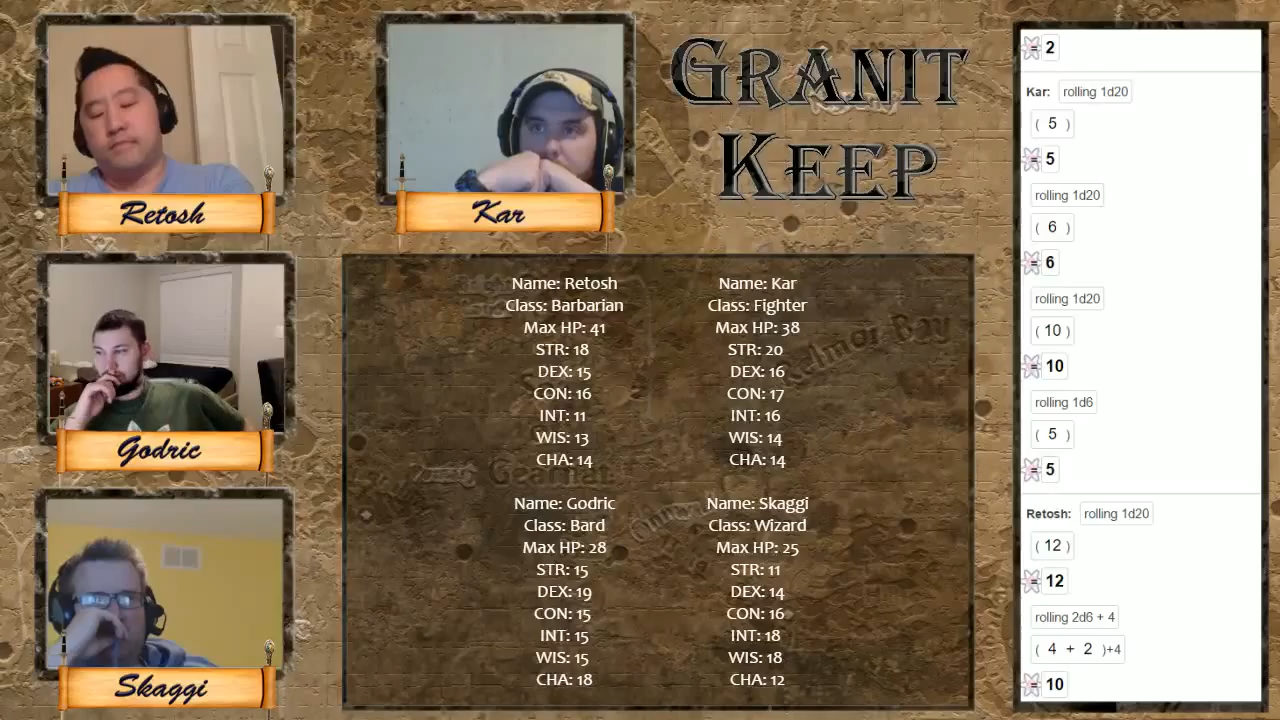 GRANIT
KEEP
Retosh
Kar
Godric
Skaggi
Name: Retosh
Class: Barbarian
Max HP: 41
STR: 18
DEX: 15
CON: 16
INT: 11
WIS: 13
CHA: 14
Name: Kar
Class: Fighter
Max HP: 38
STR: 20
DEX: 16
CON: 17
INT: 16
WIS: 14
CHA: 14
Name: Godric
Class: Bard
Max HP: 28
STR: 15
DEX: 19
CON: 15
INT: 15
WIS: 15
CHA: 18
Name: Skaggi
Class: Wizard
Max HP: 25
STR: 11
DEX: 14
CON: 16
INT: 18
WIS: 18
CHA: 12
= 2
Kar: rolling 1d20
( 5 )
= 5
rolling 1d20
( 6 )
= 6
rolling 1d20
( 10 )
= 10
rolling 1d6
( 5 )
= 5
Retosh: rolling 1d20
( 12 )
= 12
rolling 2d6 + 4
( 4 + 2 )+4
= 10
Bay